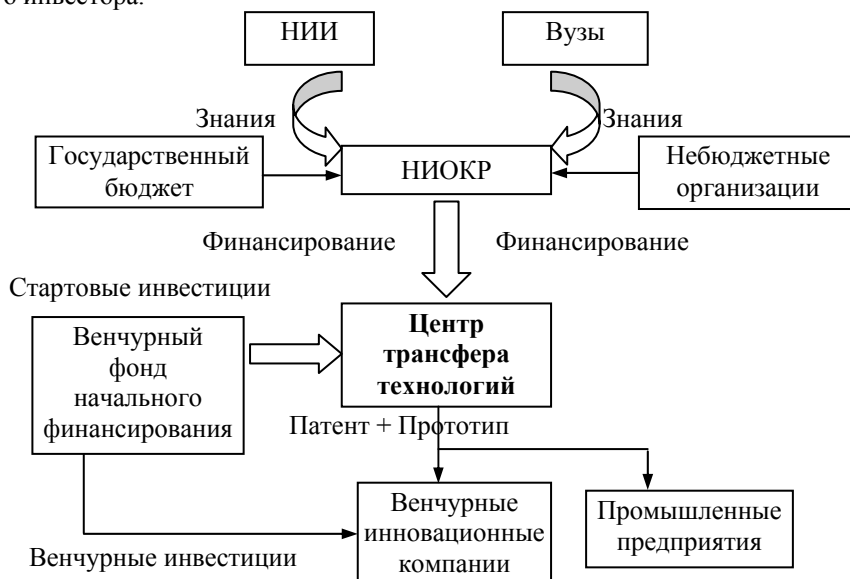 инвестора.
НИИ
Вузы
Знания
Знания
Государственный
бюджет
НИОКР
Небюджетные
организации
Финансирование
Финансирование
Стартовые инвестиции
Венчурный
фонд
начального
финансирования
Центр
трансфера
технологий
Патент + Прототип
Венчурные
инновационные
компании
Промышленные
предприятия
Венчурные инвестиции